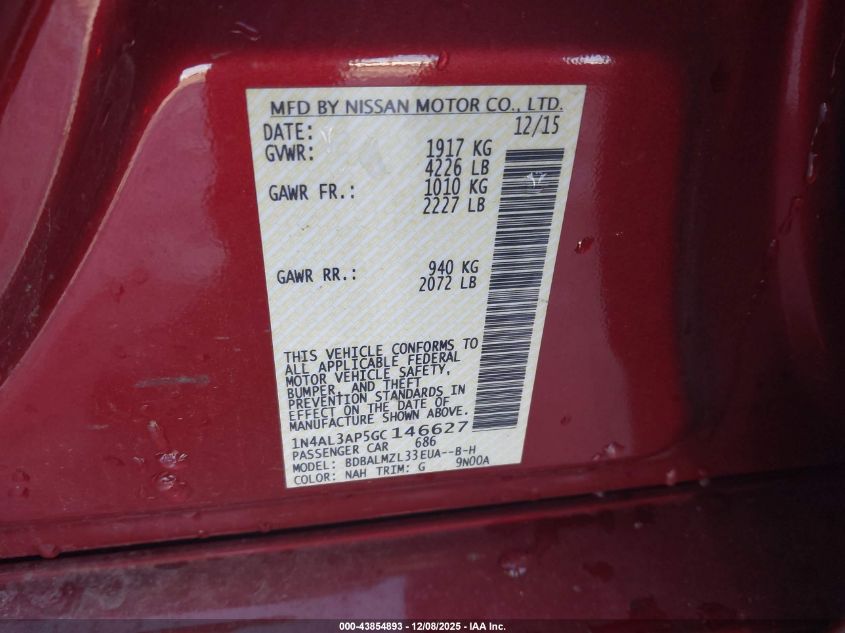 MFD BY NISSAN MOTOR CO., LTD.
DATE: 12/15
GVWR: 1917 KG
4226 LB
GAWR FR.: 1010 KG
2227 LB
GAWR RR.: 940 KG
2072 LB
THIS VEHICLE CONFORMS TO
ALL APPLICABLE FEDERAL
MOTOR VEHICLE SAFETY,
BUMPER, AND THEFT
PREVENTION STANDARDS IN
EFFECT ON THE DATE OF
MANUFACTURE SHOWN ABOVE.
1N4AL3AP5GC146627
PASSENGER CAR 686
MODEL: BDBALMZL33EUA--B-H
COLOR: NAH TRIM: G 9N00A
000-43854893 • 12/08/2025 - IAA Inc.